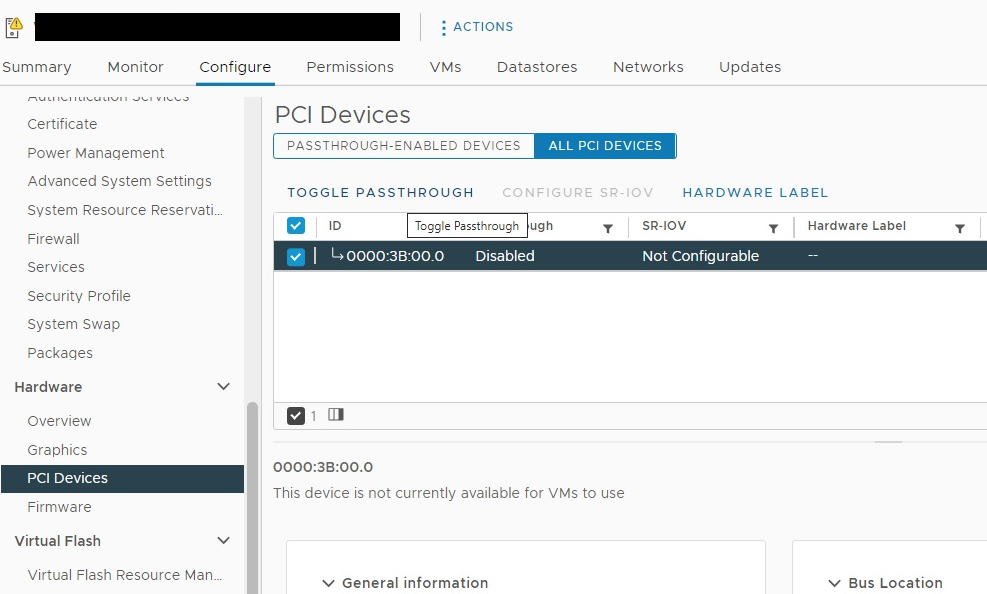 ACTIONS
Summary Monitor Configure Permissions VMs Datastores Networks Updates
Authentication Services
Certificate
Power Management
Advanced System Settings
System Resource Reservati...
Firewall
Services
Security Profile
System Swap
Packages
Hardware
Overview
Graphics
PCI Devices
Firmware
Virtual Flash
Virtual Flash Resource Man...
PCI Devices
PASSTHROUGH-ENABLED DEVICES ALL PCI DEVICES
TOGGLE PASSTHROUGH CONFIGURE SR-IOV HARDWARE LABEL
ID Toggle Passthrough ugh SR-IOV Hardware Label
0000:3B:00.0 Disabled Not Configurable --
1
0000:3B:00.0
This device is not currently available for VMs to use
General information Bus Location